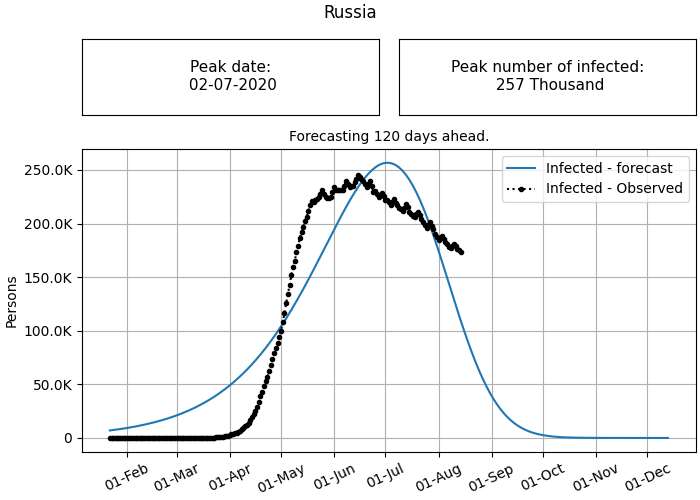 Russia
Peak date:
02-07-2020
Peak number of infected:
257 Thousand
Forecasting 120 days ahead.
Infected - forecast
Infected - Observed
Persons
250.0K
200.0K
150.0K
100.0K
50.0K
0
01-Feb
01-Mar
01-Apr
01-May
01-Jun
01-Jul
01-Aug
01-Sep
01-Oct
01-Nov
01-Dec